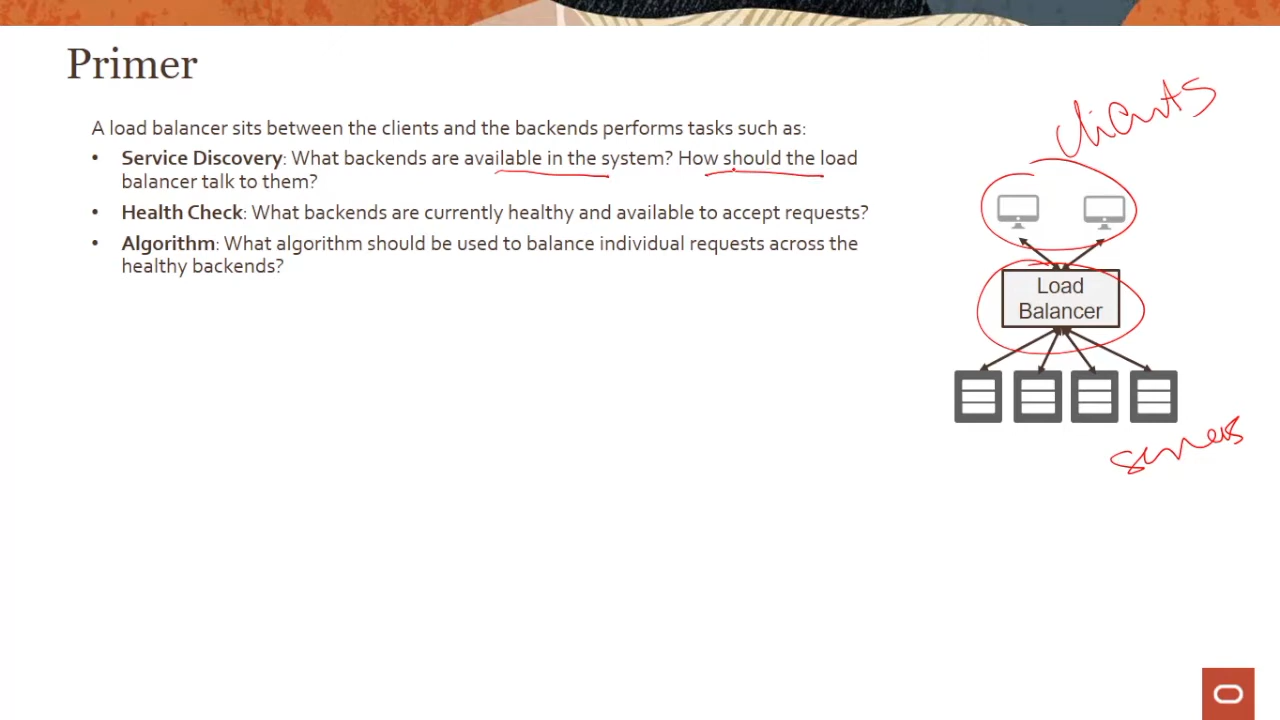 Primer
A load balancer sits between the clients and the backends performs tasks such as:
• Service Discovery: What backends are available in the system? How should the load
balancer talk to them?
• Health Check: What backends are currently healthy and available to accept requests?
• Algorithm: What algorithm should be used to balance individual requests across the
healthy backends?
clients
Load
Balancer
servers